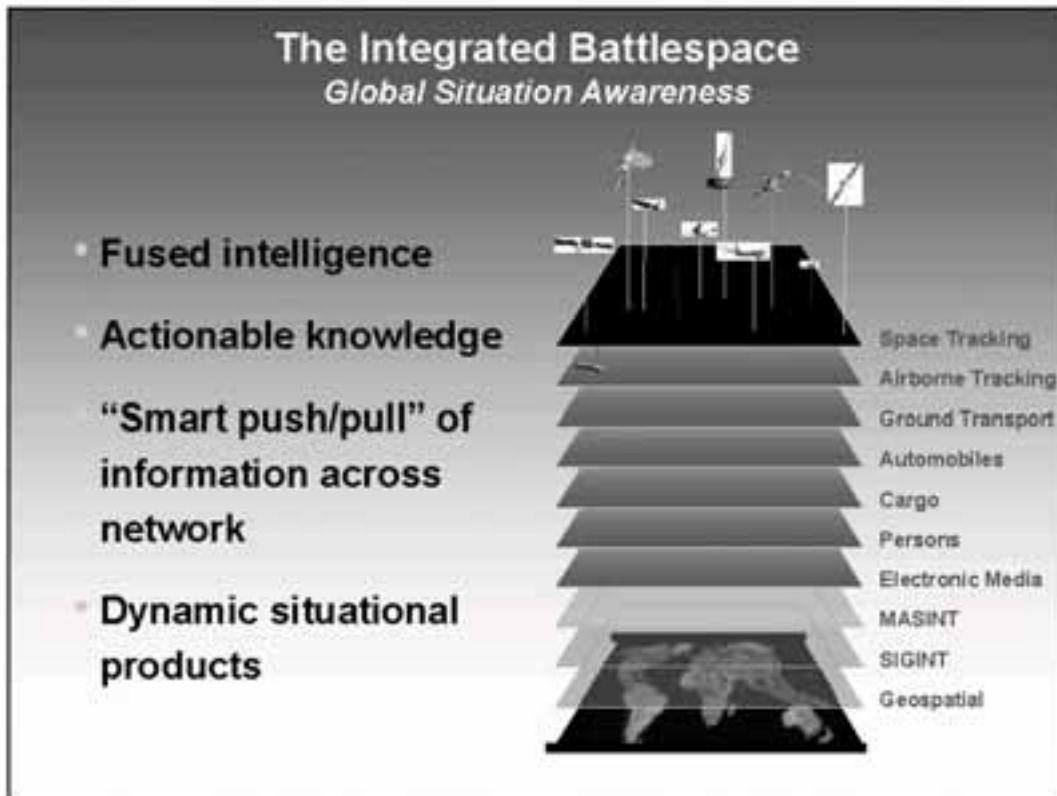 The Integrated Battlespace
Global Situation Awareness
Fused intelligence
Actionable knowledge
“Smart push/pull” of
information across
network
Dynamic situational
products
Space Tracking
Airborne Tracking
Ground Transport
Automobiles
Cargo
Persons
Electronic Media
MASINT
SIGINT
Geospatial